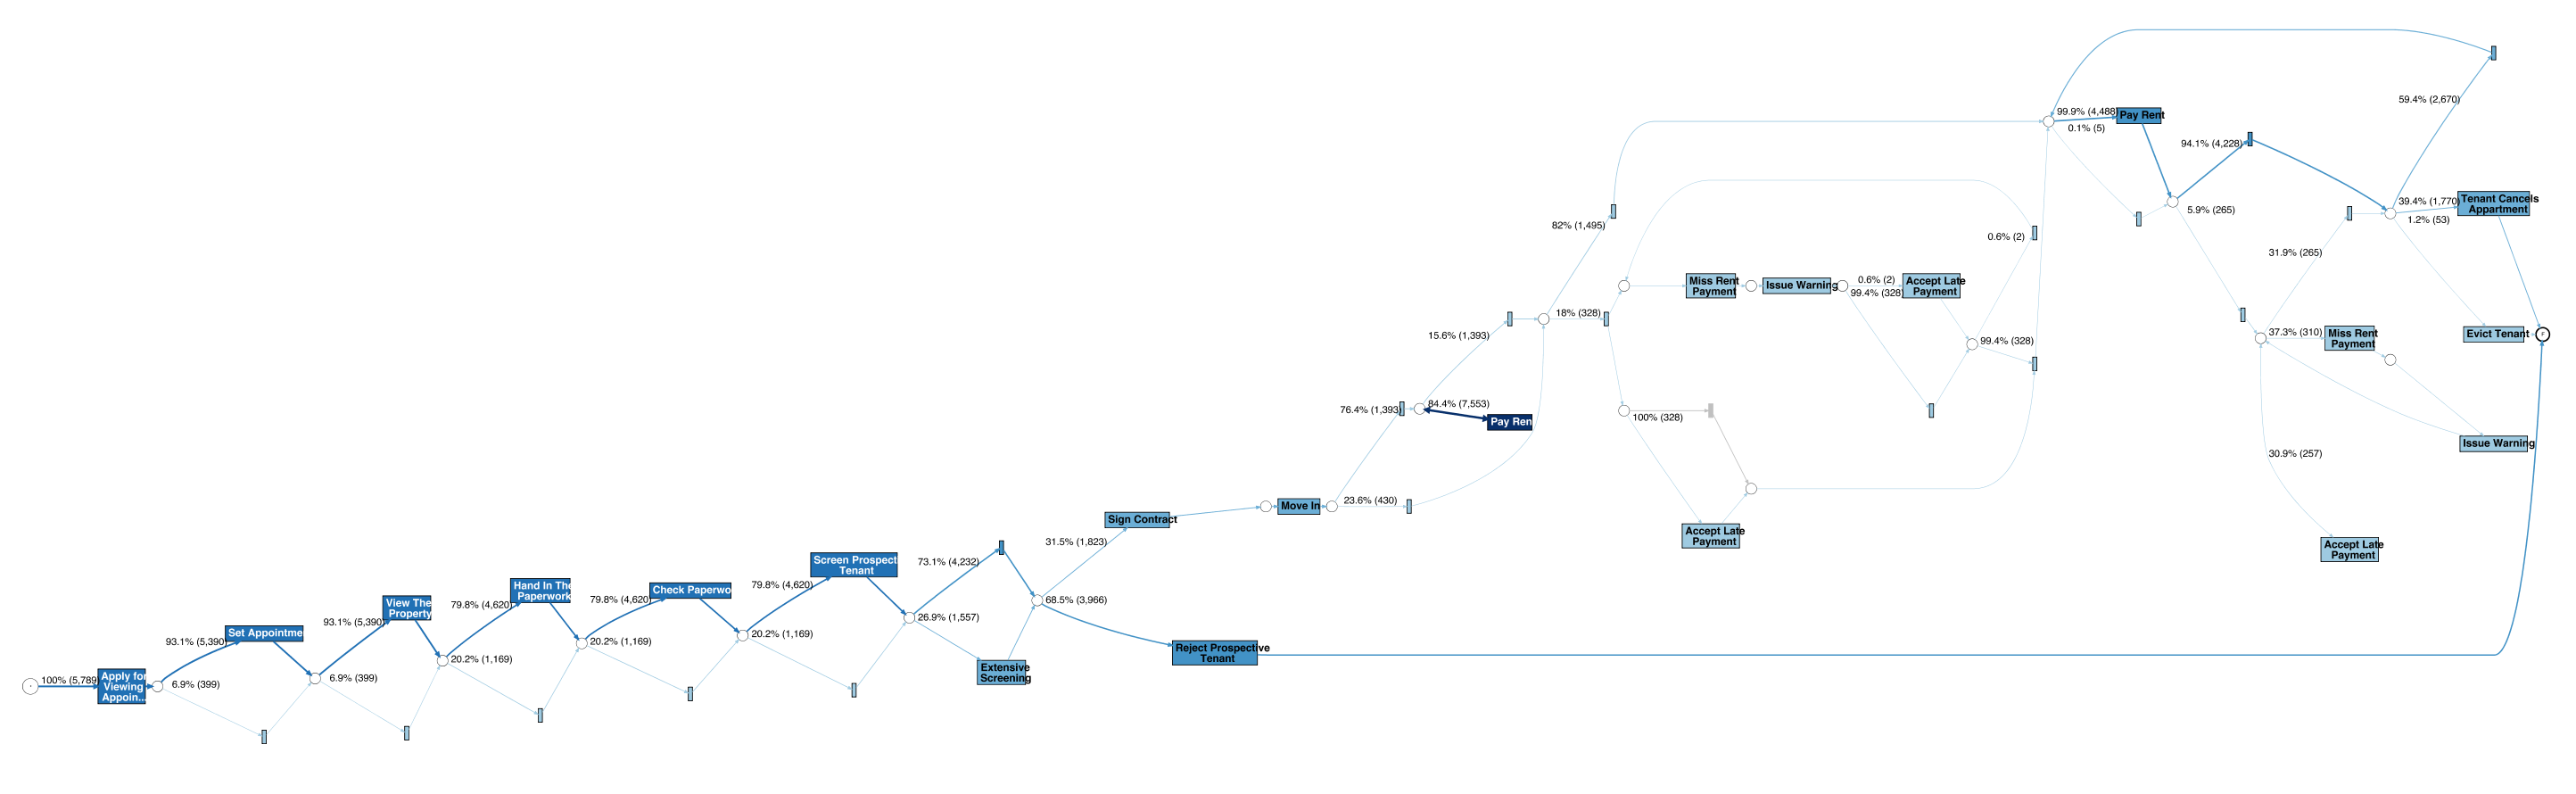 59.4% (2,670)
99.9% (4,488)
Pay Rent
0.1% (5)
94.1% (4,228)
39.4% (1,770)
Tenant Cancels
Appartment
5.9% (265)
1.2% (53)
82% (1,495)
0.6% (2)
31.9% (265)
Miss Rent
Payment
Issue Warning
0.6% (2)
99.4% (328)
Accept Late
Payment
18% (328)
15.6% (1,393)
99.4% (328)
37.3% (310)
Miss Rent
Payment
Evict Tenant
F
76.4% (1,393)
84.4% (7,553)
Pay Ren
100% (328)
Issue Warning
30.9% (257)
23.6% (430)
Move In
Sign Contract
31.5% (1,823)
Accept Late
Payment
Accept Late
Payment
Screen Prospect
Tenant
73.1% (4,232)
79.8% (4,620)
Hand In The
Paperwork
Check Paperwo
79.8% (4,620)
79.8% (4,620)
View The
Property
68.5% (3,966)
26.9% (1,557)
93.1% (5,390)
Set Appointme
93.1% (5,390)
20.2% (1,169)
20.2% (1,169)
20.2% (1,169)
Reject Prospective
Tenant
Extensive
Screening
100% (5,789)
Apply for
Viewing
Appoin...
6.9% (399)
6.9% (399)